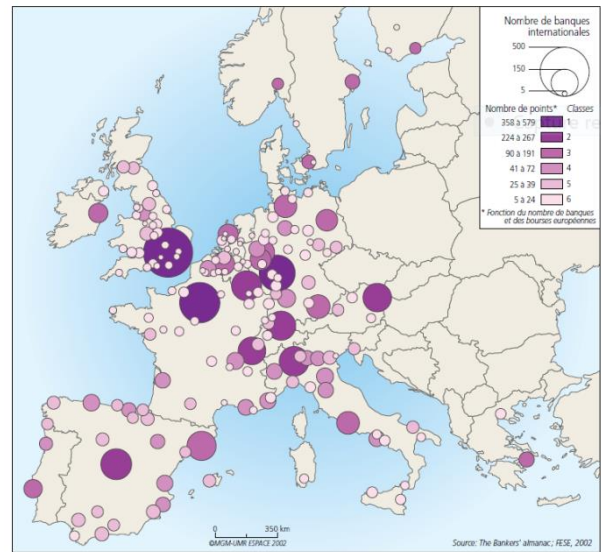 Nombre de banques
internationales
500
150
5
Nombre de points* Classes
358 à 579 1
224 à 267 2
90 à 191 3
41 à 72 4
25 à 39 5
5 à 24 6
* Fonction du nombre de banques
et des bourses européennes
0 350 km
©MGM-UMR ESPACE 2002
Source: The Bankers' almanac; FESE, 2002